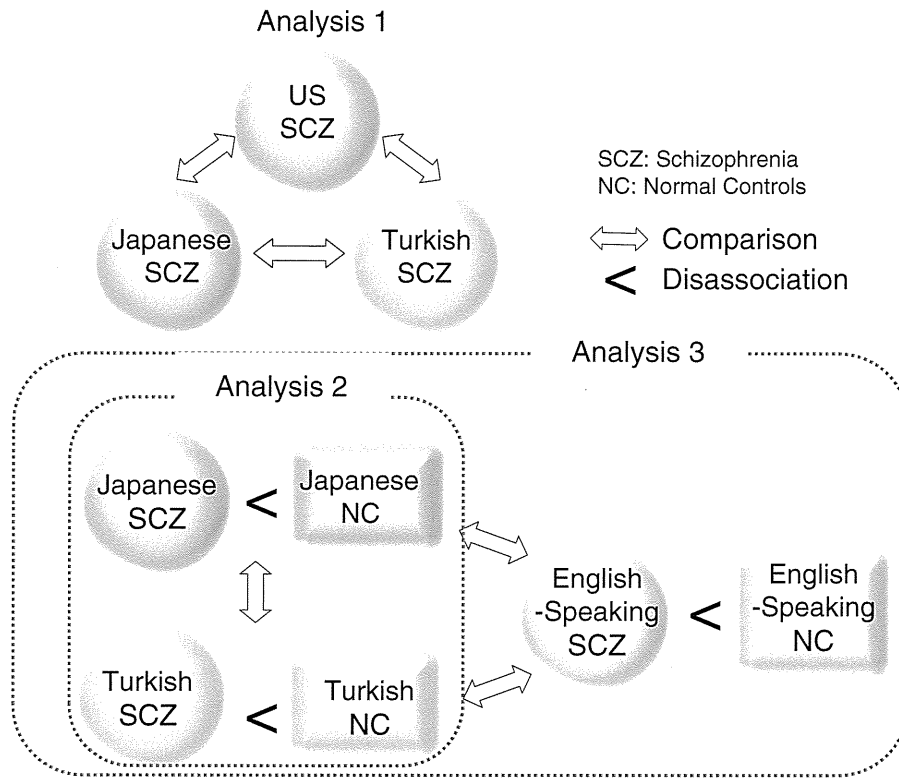 Analysis 1
US
SCZ
Japanese
SCZ
Turkish
SCZ
SCZ: Schizophrenia
NC: Normal Controls
Comparison
< Disassociation
Analysis 3
Analysis 2
Japanese
SCZ
<
Japanese
NC
Turkish
SCZ
<
Turkish
NC
English
-Speaking
SCZ
<
English
-Speaking
NC